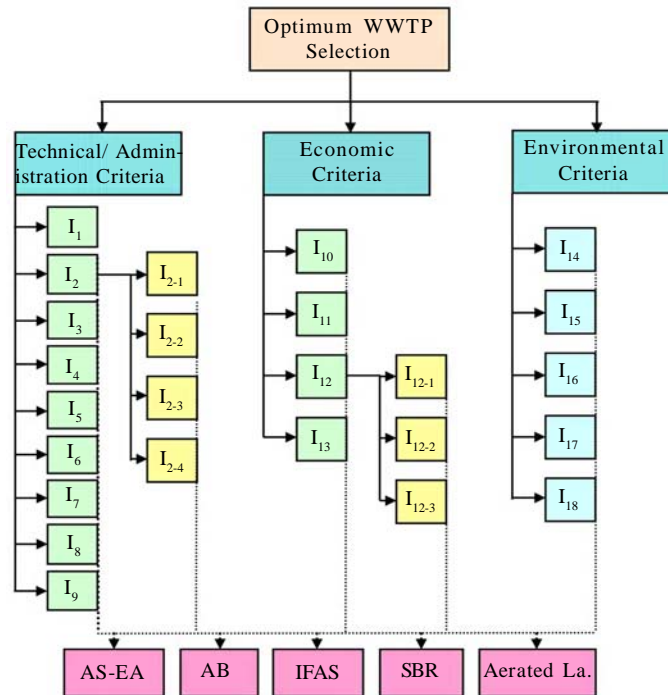 Optimum WWTP
Selection
Technical/ Admin-
istration Criteria
Economic
Criteria
Environmental
Criteria
I1
I2
I3
I4
I5
I6
I7
I8
I9
I2-1
I2-2
I2-3
I2-4
I10
I11
I12
I13
I12-1
I12-2
I12-3
I14
I15
I16
I17
I18
AS-EA
AB
IFAS
SBR
Aerated La.